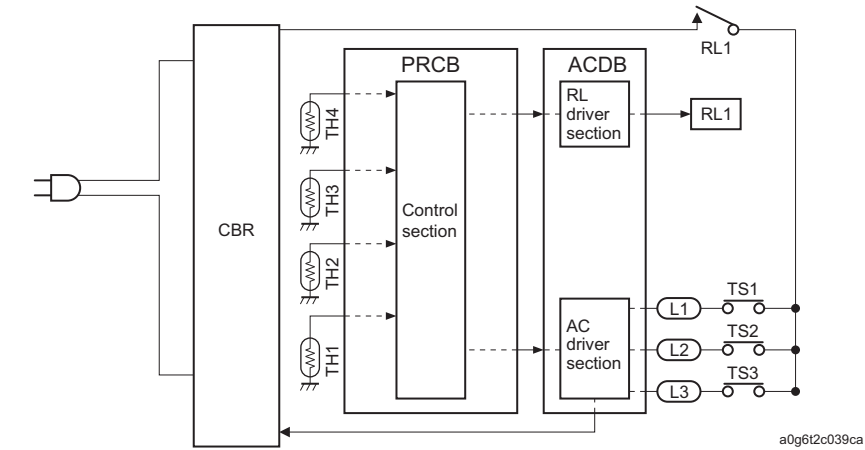 RL1
PRCB
ACDB
RL
driver
section
RL1
TH4
TH3
TH2
TH1
Control
section
CBR
AC
driver
section
L1
TS1
L2
TS2
L3
TS3
a0g6t2c039ca